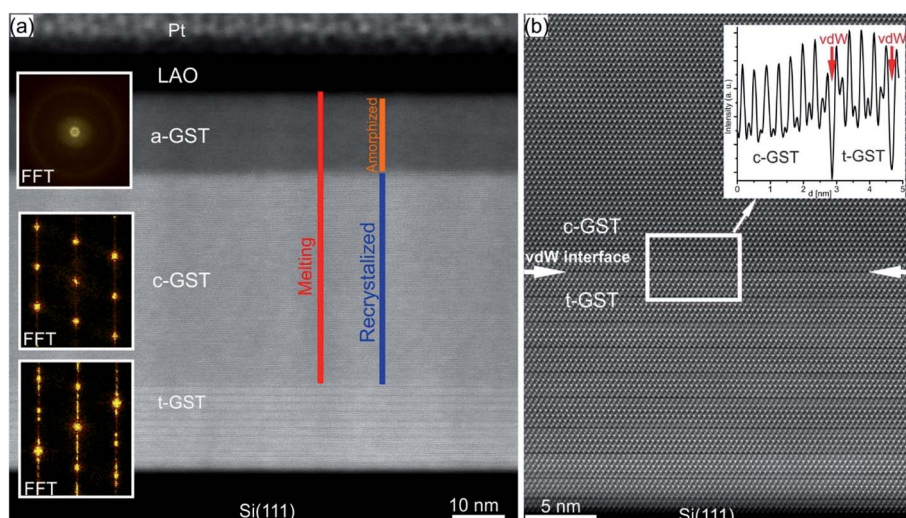 (a)
Pt
LAO
a-GST
Amorphized
FFT
Melting
c-GST
Recrystalized
FFT
t-GST
FFT
10 nm
Si(111)
(b)
vdW vdW
Intensity (a. u.)
c-GST t-GST
0 1 2 3 4 5
d [nm]
c-GST
vdW interface
t-GST
5 nm
Si(111)